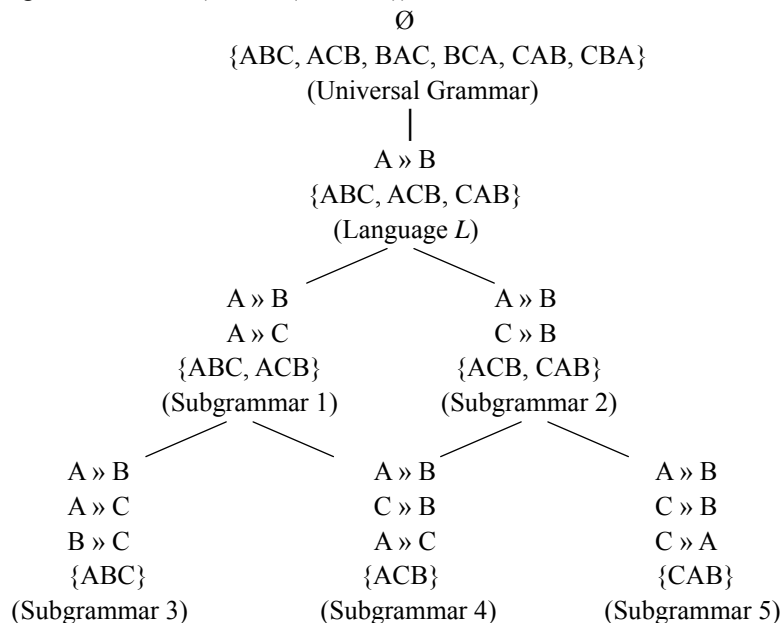 Ø
{ABC, ACB, BAC, BCA, CAB, CBA}
(Universal Grammar)
A » B
{ABC, ACB, CAB}
(Language L)
A » B A » B
A » C C » B
{ABC, ACB} {ACB, CAB}
(Subgrammar 1) (Subgrammar 2)
A » B A » B A » B
A » C C » B C » B
B » C A » C C » A
{ABC} {ACB} {CAB}
(Subgrammar 3) (Subgrammar 4) (Subgrammar 5)